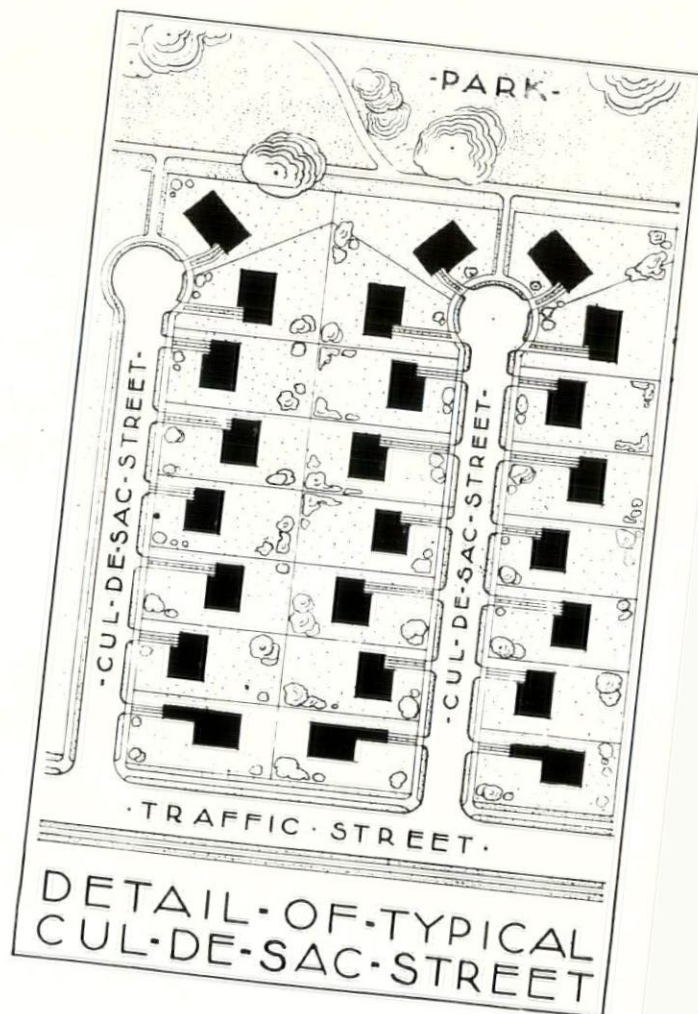 -PARK-
-CUL-DE-SAC-STREET-
-CUL-DE-SAC-STREET-
·TRAFFIC·STREET·
DETAIL-OF-TYPICAL
CUL-DE-SAC-STREET